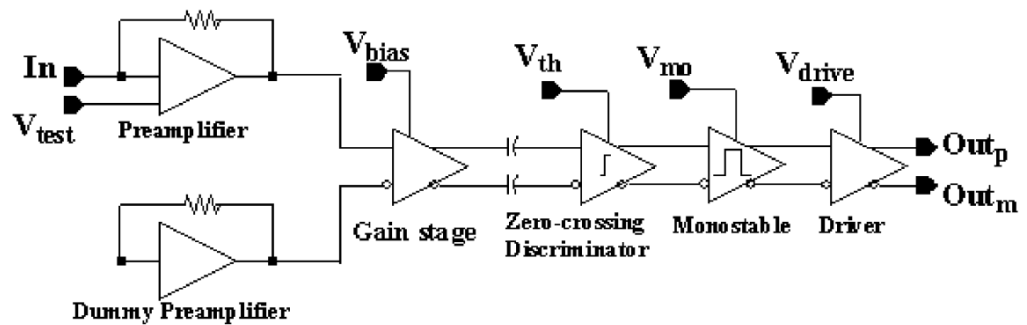 In
V_test
Preamplifier
V_bias
V_th
V_mo
V_drive
Out_p
Out_m
Gain stage
Zero-crossing
Discriminator
Monostable
Driver
Dummy Preamplifier